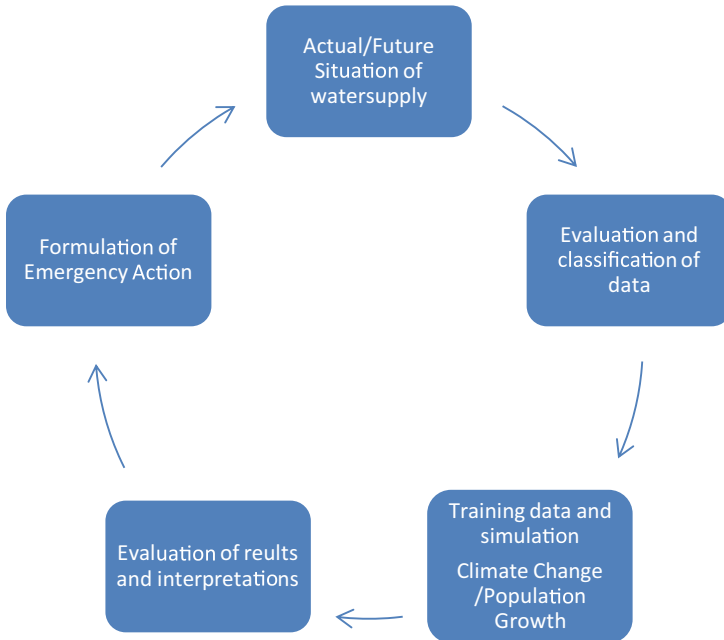 Actual/Future
Situation of
watersupply
Evaluation and
classification of
data
Training data and
simulation
Climate Change
/Population
Growth
Evaluation of reults
and interpretations
Formulation of
Emergency Action